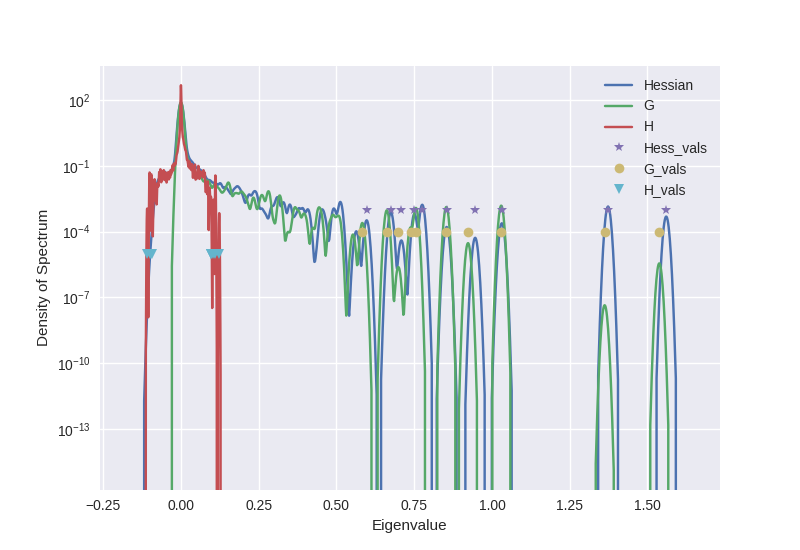 Hessian
G
H
Hess_vals
G_vals
H_vals
10^2
10^-1
10^-4
10^-7
10^-10
10^-13
Density of Spectrum
−0.25 0.00 0.25 0.50 0.75 1.00 1.25 1.50
Eigenvalue